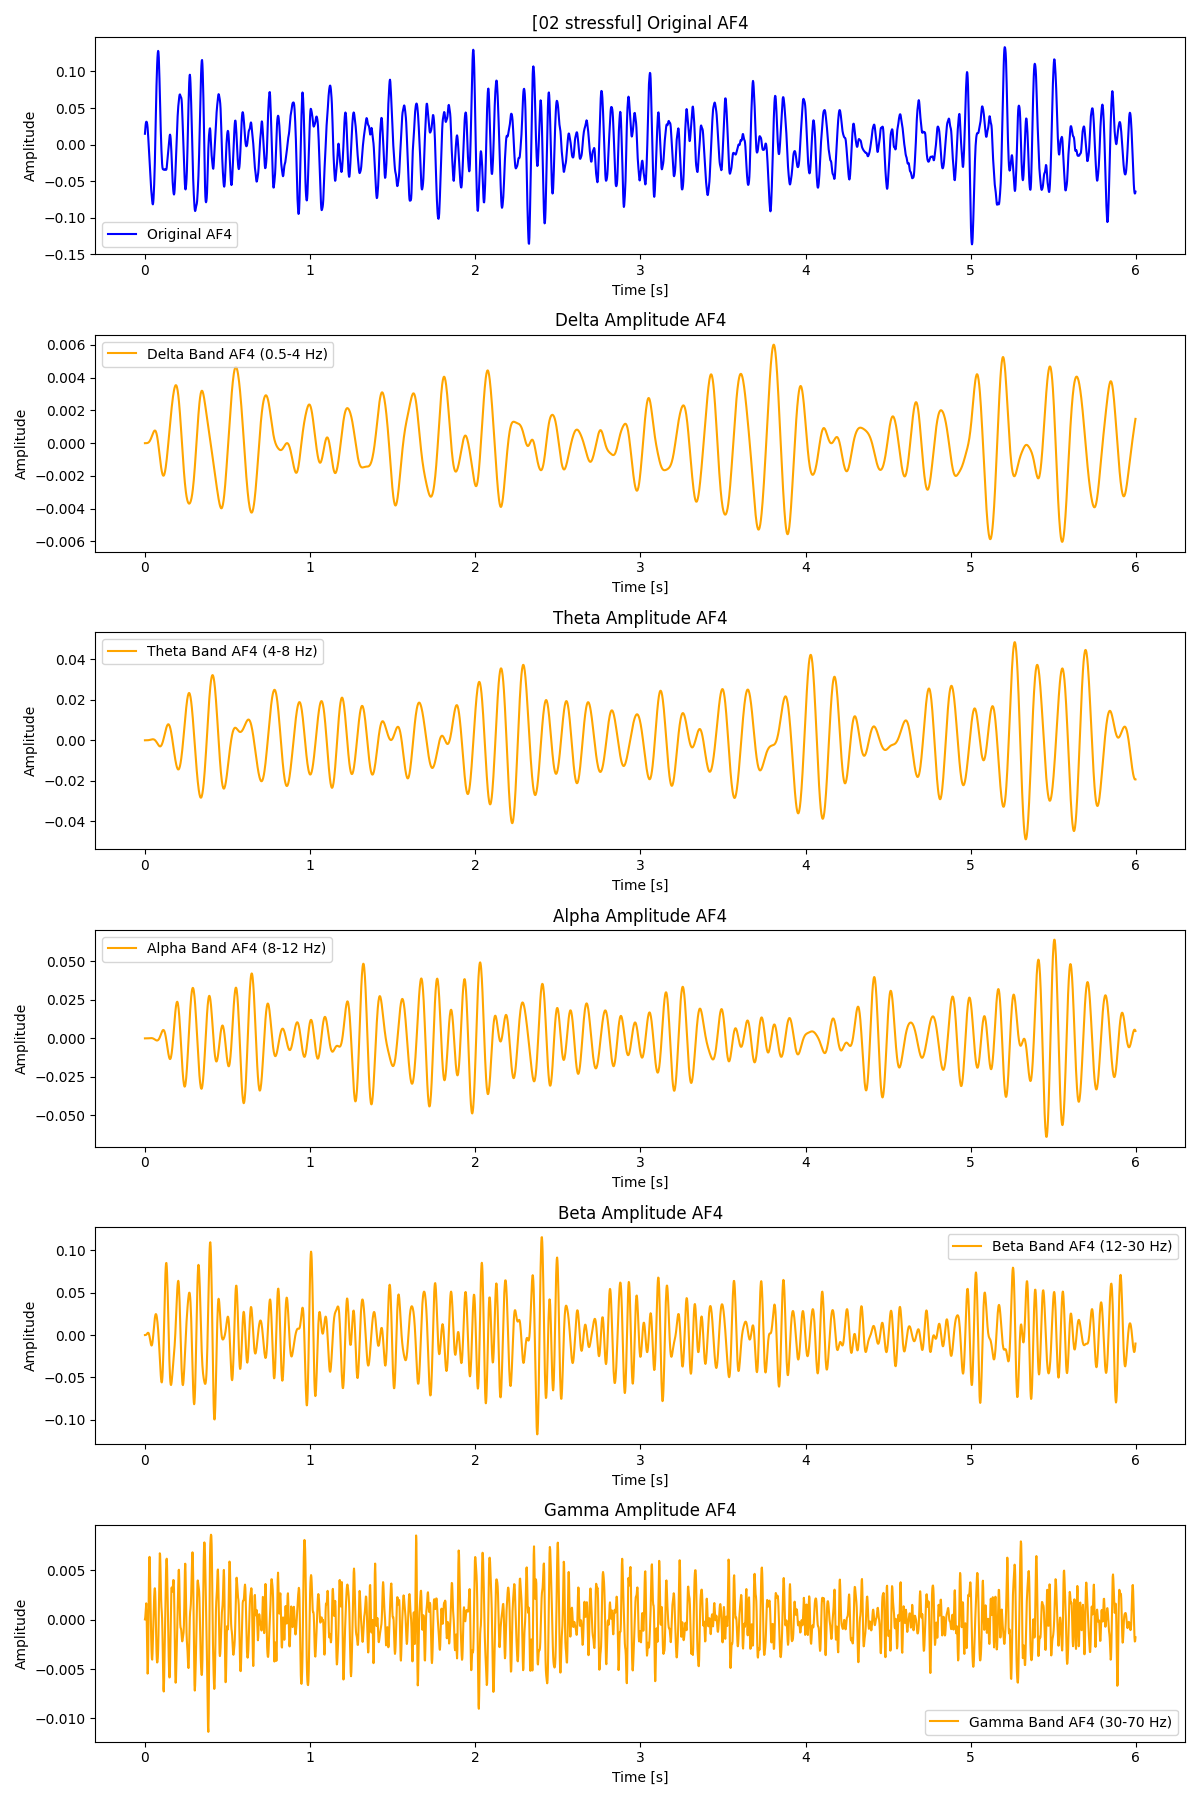 [02 stressful] Original AF4
Amplitude
0.10
0.05
0.00
−0.05
−0.10
−0.15
Original AF4
0 1 2 3 4 5 6
Time [s]
Delta Amplitude AF4
Amplitude
0.006
0.004
0.002
0.000
−0.002
−0.004
−0.006
Delta Band AF4 (0.5-4 Hz)
0 1 2 3 4 5 6
Time [s]
Theta Amplitude AF4
Amplitude
0.04
0.02
0.00
−0.02
−0.04
Theta Band AF4 (4-8 Hz)
0 1 2 3 4 5 6
Time [s]
Alpha Amplitude AF4
Amplitude
0.050
0.025
0.000
−0.025
−0.050
Alpha Band AF4 (8-12 Hz)
0 1 2 3 4 5 6
Time [s]
Beta Amplitude AF4
Amplitude
0.10
0.05
0.00
−0.05
−0.10
Beta Band AF4 (12-30 Hz)
0 1 2 3 4 5 6
Time [s]
Gamma Amplitude AF4
Amplitude
0.005
0.000
−0.005
−0.010
Gamma Band AF4 (30-70 Hz)
0 1 2 3 4 5 6
Time [s]